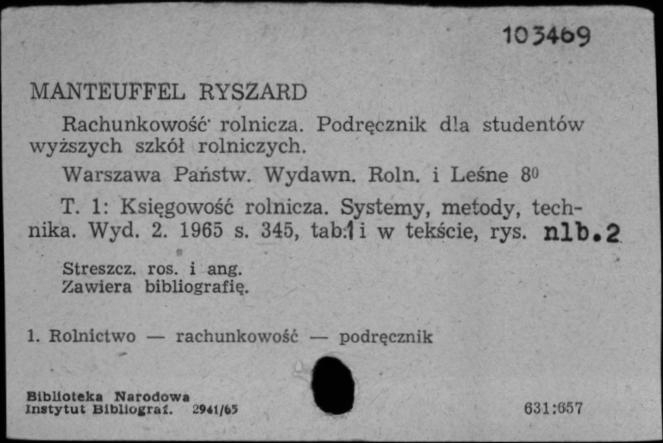 103469
MANTEUFFEL RYSZARD
Rachunkowość rolnicza. Podręcznik dla studentów
wyższych szkół rolniczych.
Warszawa Państw. Wydawn. Roln. i Leśne 8⁰
T. 1: Księgowość rolnicza. Systemy, metody, tech-
nika. Wyd. 2. 1965 s. 345, tab. 1 i w tekście, rys. nlb. 2
Streszcz. ros. i ang.
Zawiera bibliografię.
1. Rolnictwo — rachunkowość — podręcznik
Biblioteka Narodowa
Instytut Bibliograf. 2941/65
631:657